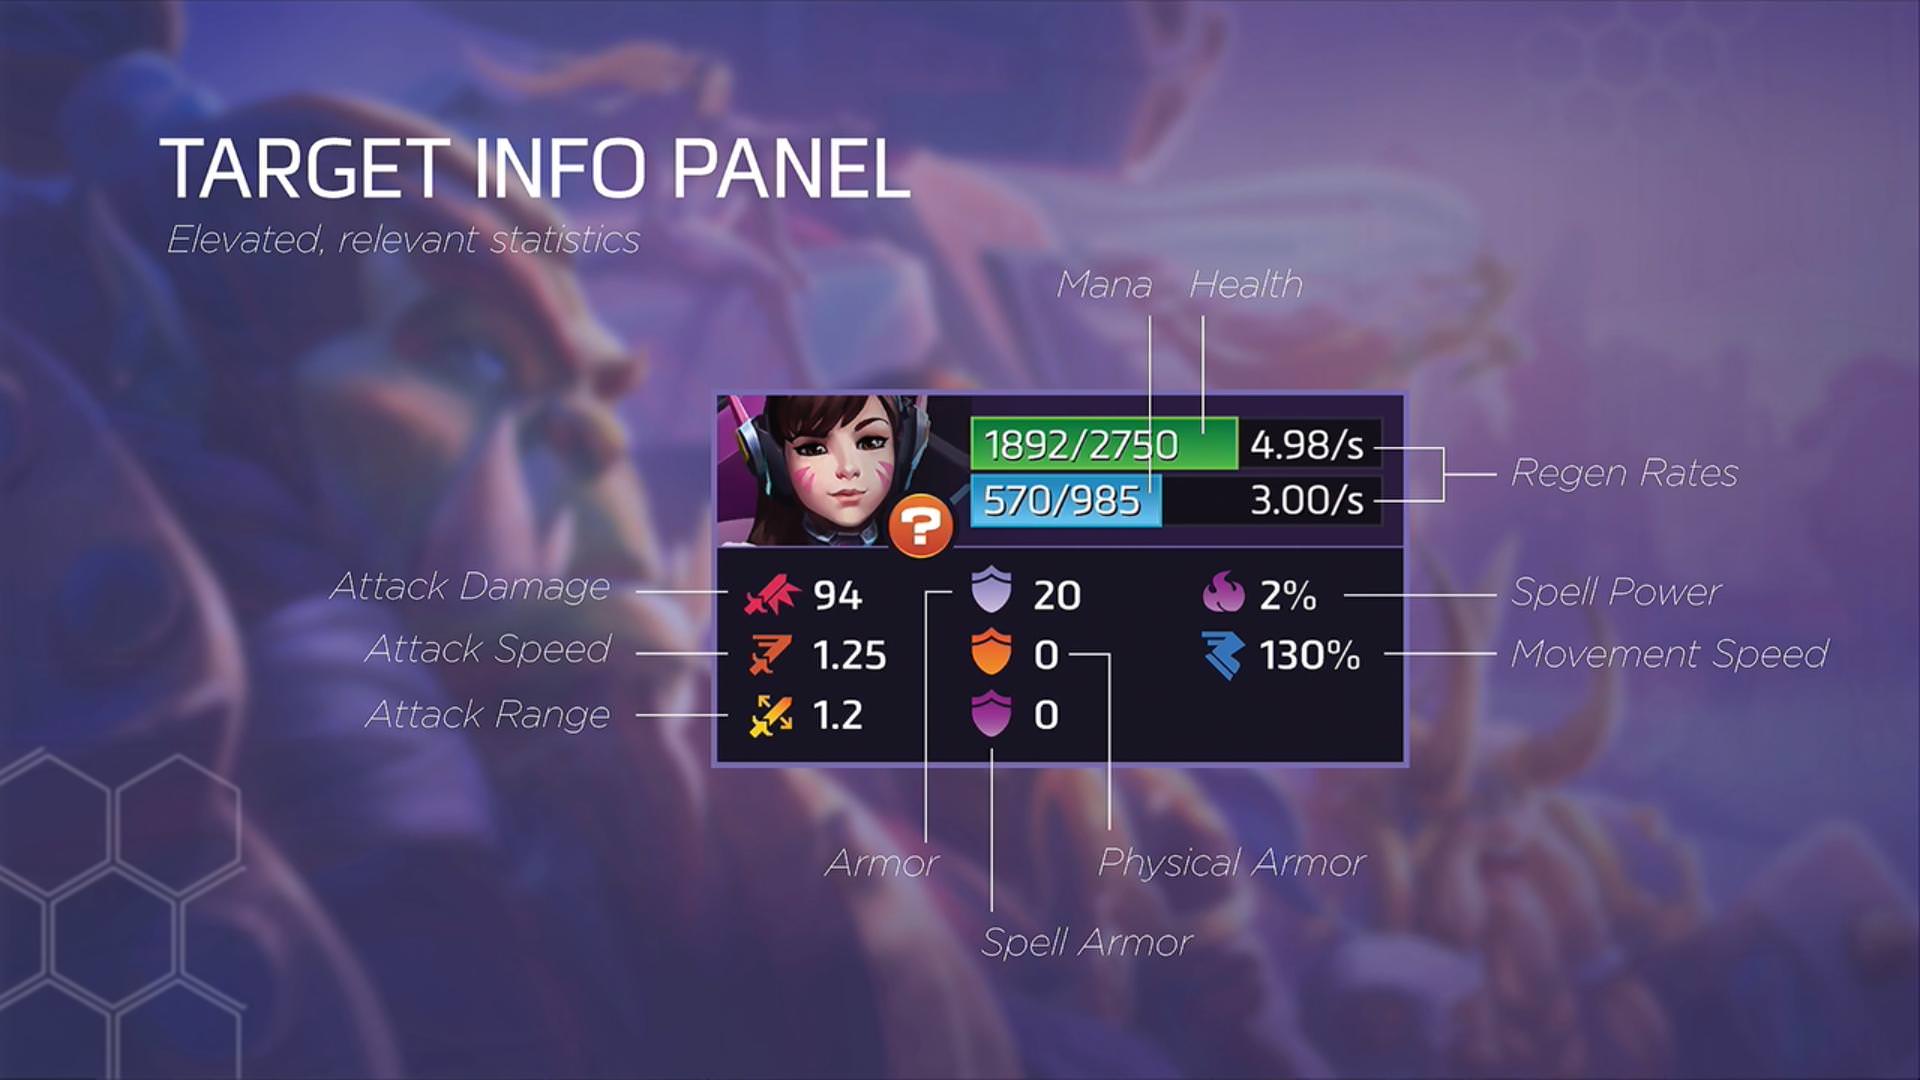 TARGET INFO PANEL
Elevated, relevant statistics
Mana Health
1892/2750 4.98/s
Regen Rates
570/985 3.00/s
?
Attack Damage 94 20 2% Spell Power
Attack Speed 1.25 0 130% Movement Speed
Attack Range 1.2 0
Armor Physical Armor
Spell Armor